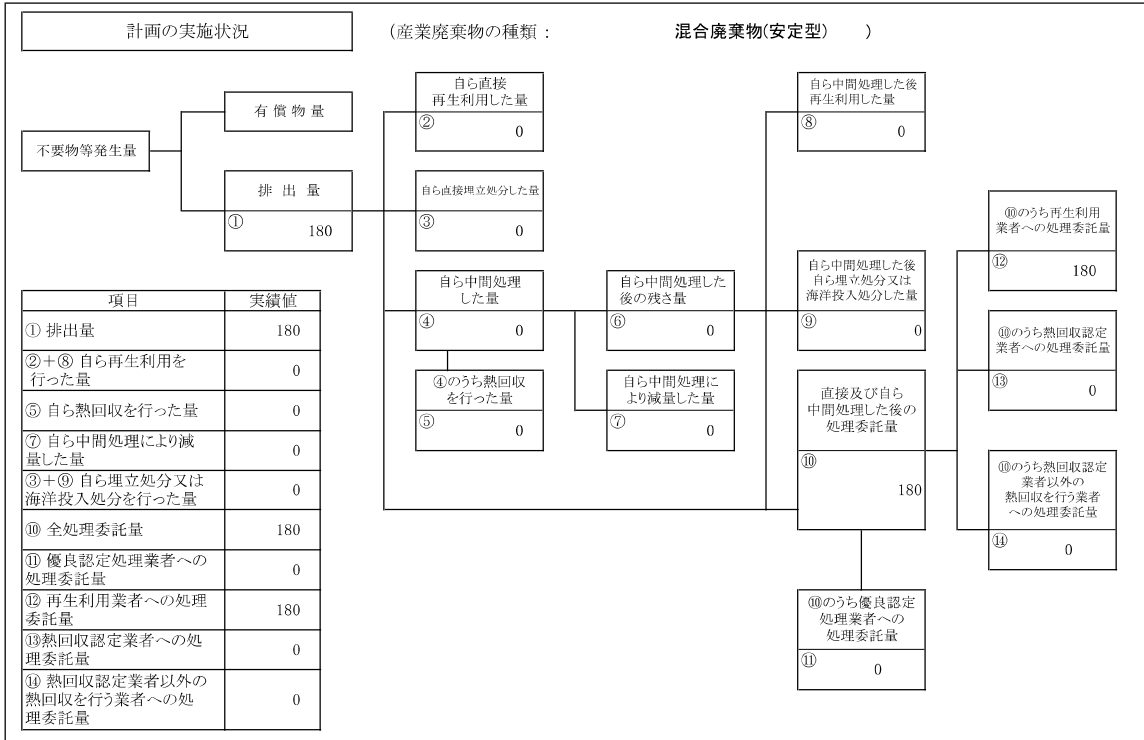 計画の実施状況
(産業廃棄物の種類： 混合廃棄物(安定型) )
不要物等発生量
有償物量
排出量
① 180
自ら直接
再生利用した量
② 0
自ら直接埋立処分した量
③ 0
自ら中間処理
した量
④ 0
④のうち熱回収
を行った量
⑤ 0
自ら中間処理した
後の残さ量
⑥ 0
自ら中間処理に
より減量した量
⑦ 0
自ら中間処理した後
再生利用した量
⑧ 0
自ら中間処理した後
自ら埋立処分又は
海洋投入処分した量
⑨ 0
直接及び自ら
中間処理した後の
処理委託量
⑩
180
⑩のうち優良認定
処理業者への
処理委託量
⑪ 0
⑩のうち再生利用
業者への処理委託量
⑫ 180
⑩のうち熱回収認定
業者への処理委託量
⑬ 0
⑩のうち熱回収認定
業者以外の
熱回収を行う業者
への処理委託量
⑭ 0
項目 実績値
① 排出量 180
②＋⑧ 自ら再生利用を
行った量 0
⑤ 自ら熱回収を行った量 0
⑦ 自ら中間処理により減
量した量 0
③＋⑨ 自ら埋立処分又は
海洋投入処分を行った量 0
⑩ 全処理委託量 180
⑪ 優良認定処理業者への
処理委託量 0
⑫ 再生利用業者への処理
委託量 180
⑬熱回収認定業者への処
理委託量 0
⑭ 熱回収認定業者以外の
熱回収を行う業者への処
理委託量 0